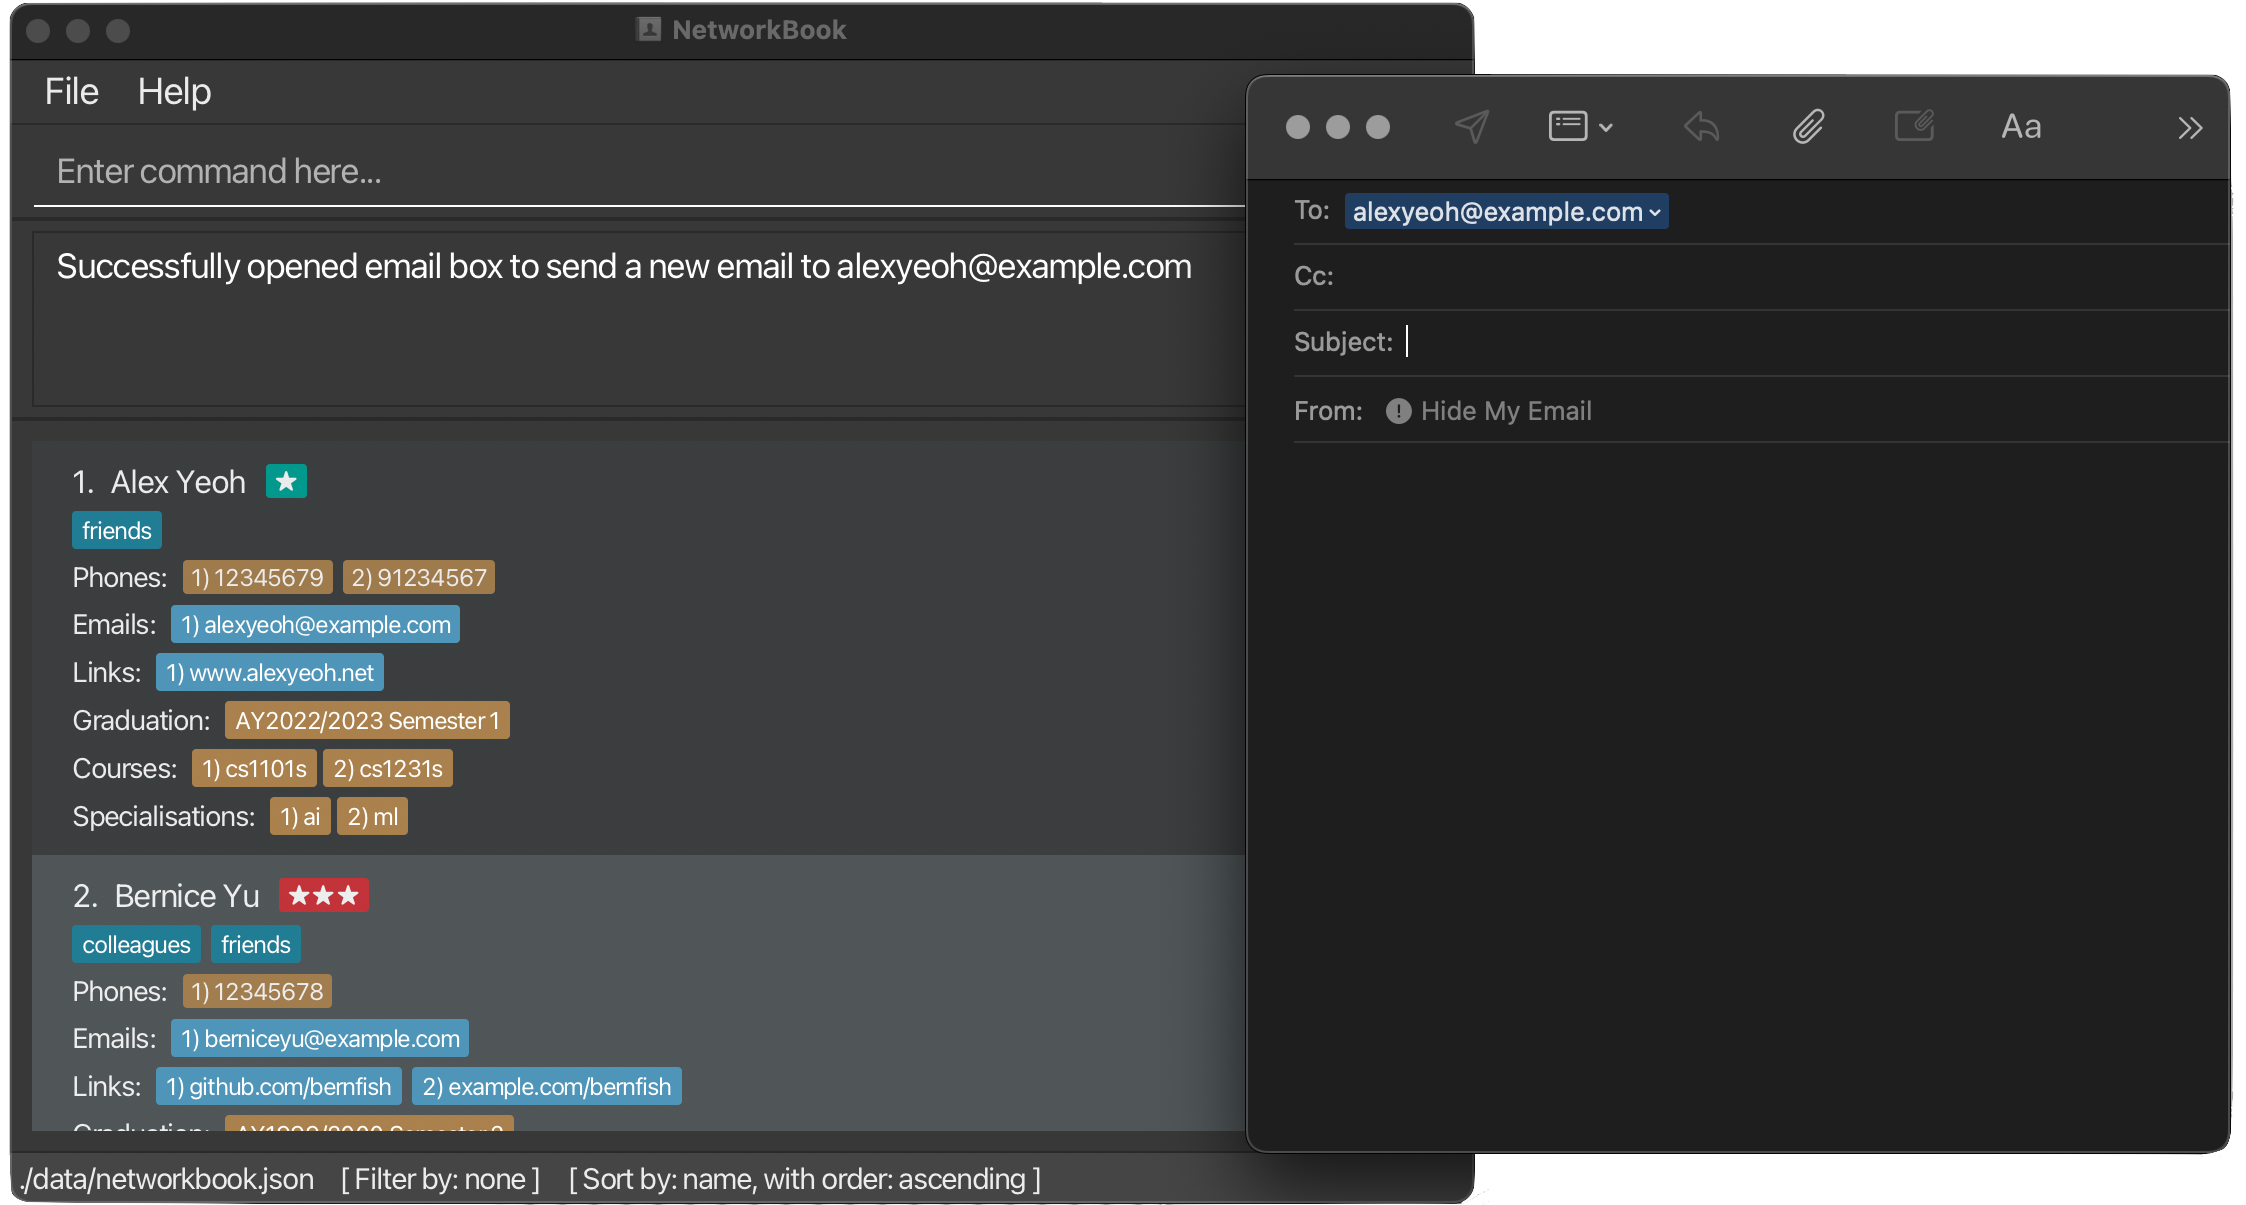 NetworkBook
File Help
Enter command here...
Successfully opened email box to send a new email to alexyeoh@example.com
1. Alex Yeoh
friends
Phones: 1) 12345679 2) 91234567
Emails: 1) alexyeoh@example.com
Links: 1) www.alexyeoh.net
Graduation: AY2022/2023 Semester 1
Courses: 1) cs1101s 2) cs1231s
Specialisations: 1) ai 2) ml
2. Bernice Yu
colleagues friends
Phones: 1) 12345678
Emails: 1) berniceyu@example.com
Links: 1) github.com/bernfish 2) example.com/bernfish
./data/networkbook.json [ Filter by: none ] [ Sort by: name, with order: ascending ]
Aa
To: alexyeoh@example.com
Cc:
Subject:
From: Hide My Email